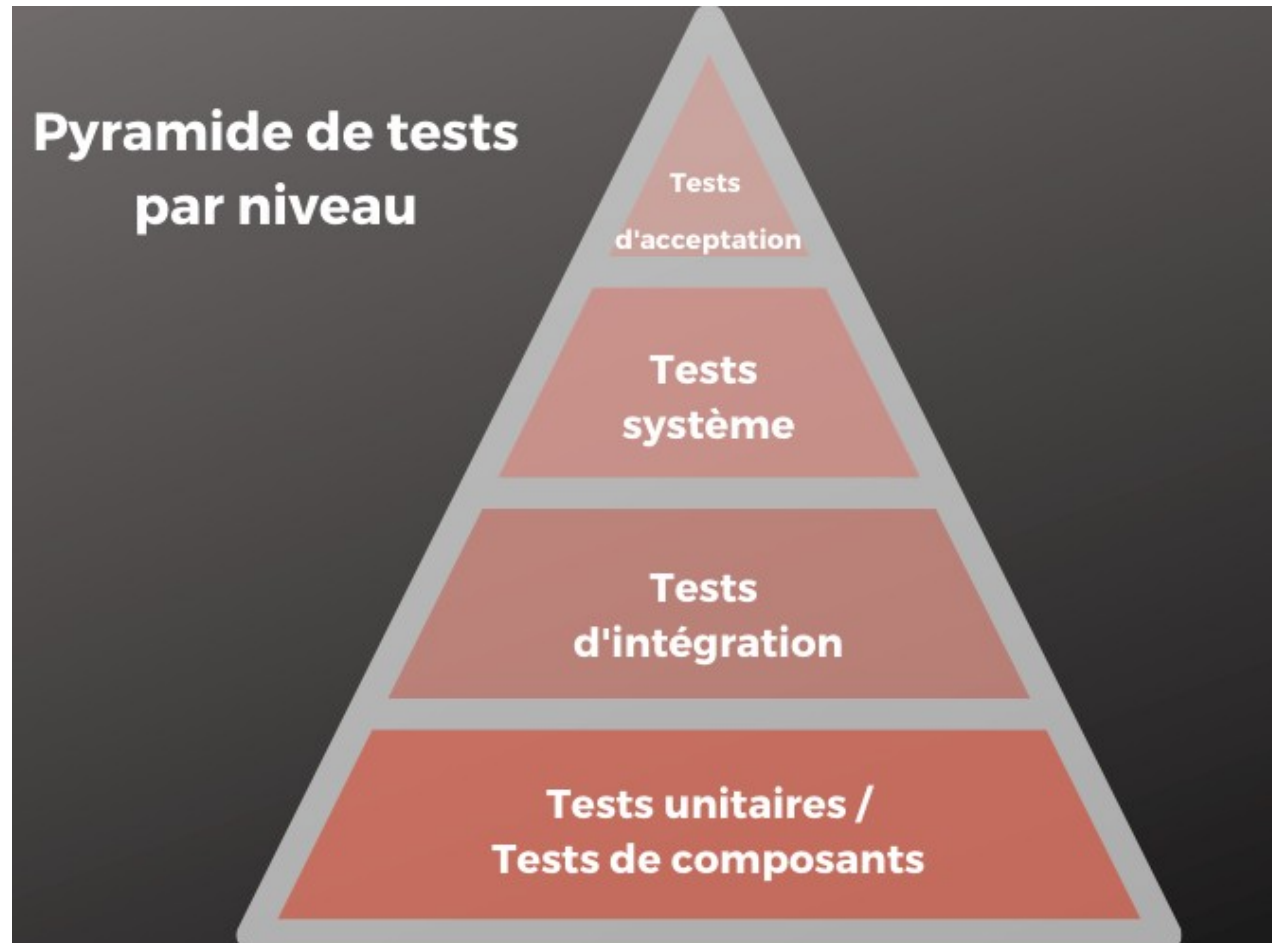 Pyramide de tests
par niveau
Tests
d'acceptation
Tests
système
Tests
d'intégration
Tests unitaires /
Tests de composants